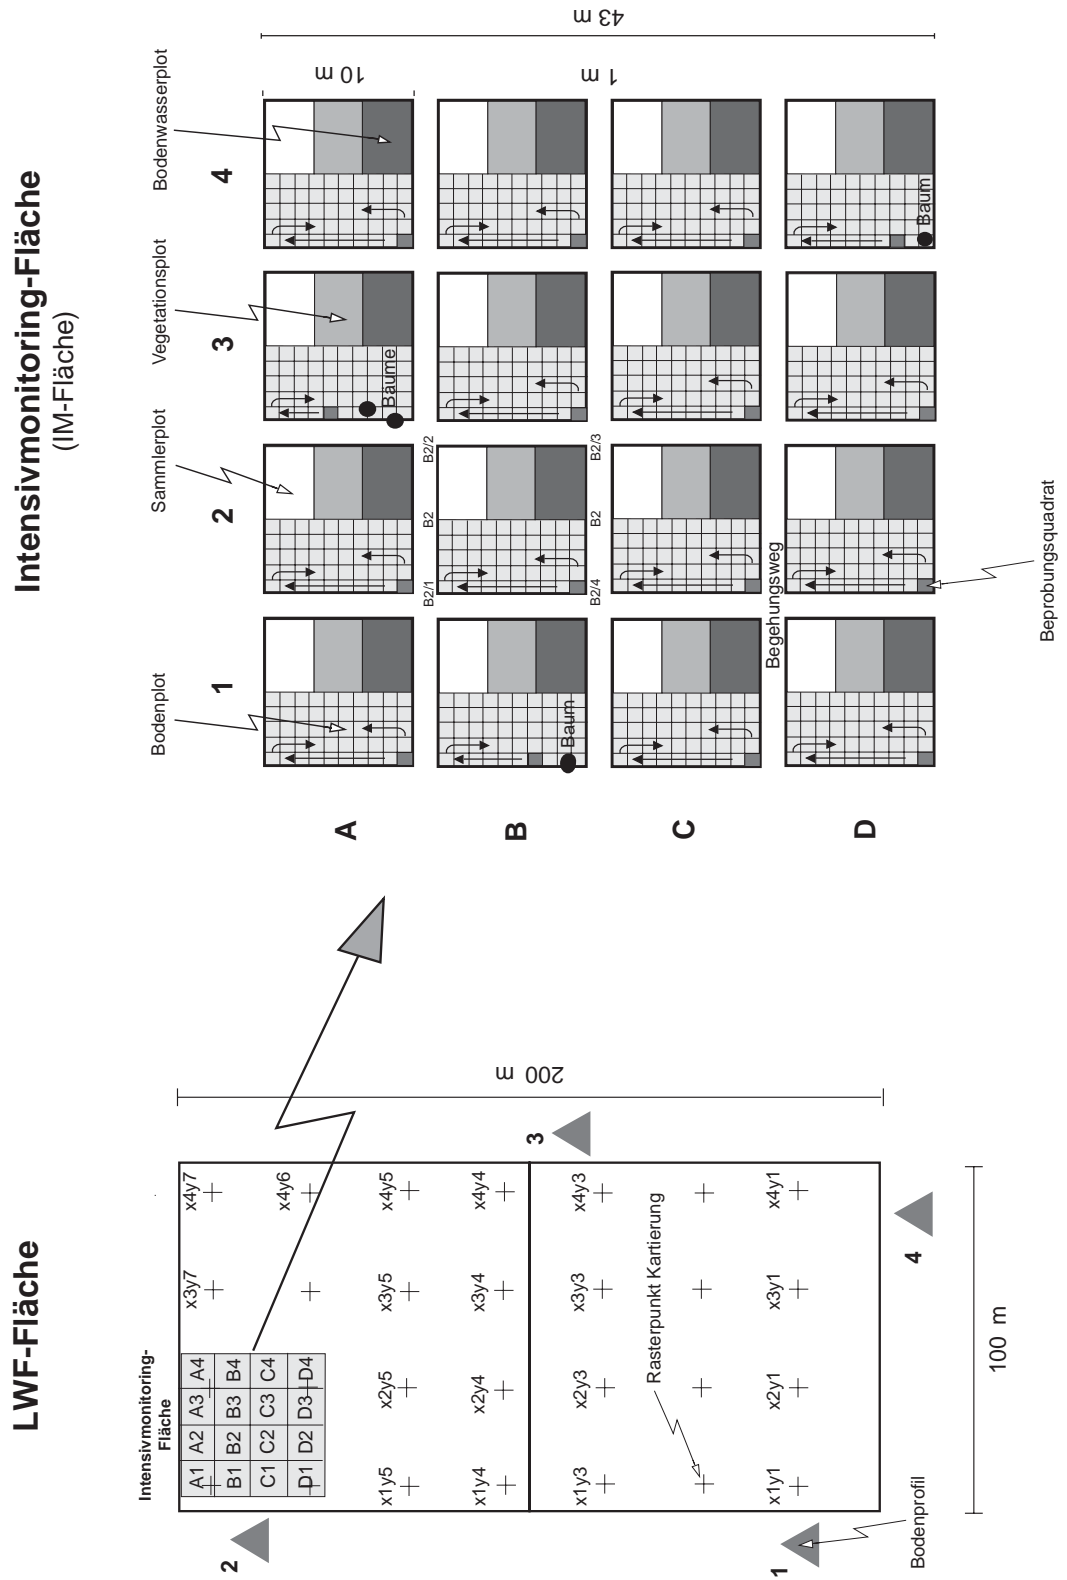 LWF-Fläche
Intensivmonitoring-
Fläche
A1 A2 A3 A4
B1 B2 B3 B4
C1 C2 C3 C4
D1 D2 D3 D4
x3y7 x4y7
x4y6
x1y5 x2y5 x3y5 x4y5
x1y4 x2y4 x3y4 x4y4
x1y3 x2y3 x3y3 x4y3
Rasterpunkt Kartierung
x1y1 x2y1 x3y1 x4y1
2
3
1
4
Bodenprofil
100 m
200 m
Intensivmonitoring-Fläche
(IM-Fläche)
Bodenplot
Sammlerplot
Vegetationsplot
Bodenwasserplot
1 2 3 4
A
B
C
D
Bäume
Baum
Baum
B2/1 B2 B2/2
B2/4 B2 B2/3
Begehungsweg
Beprobungsquadrat
10 m
1 m
43 m